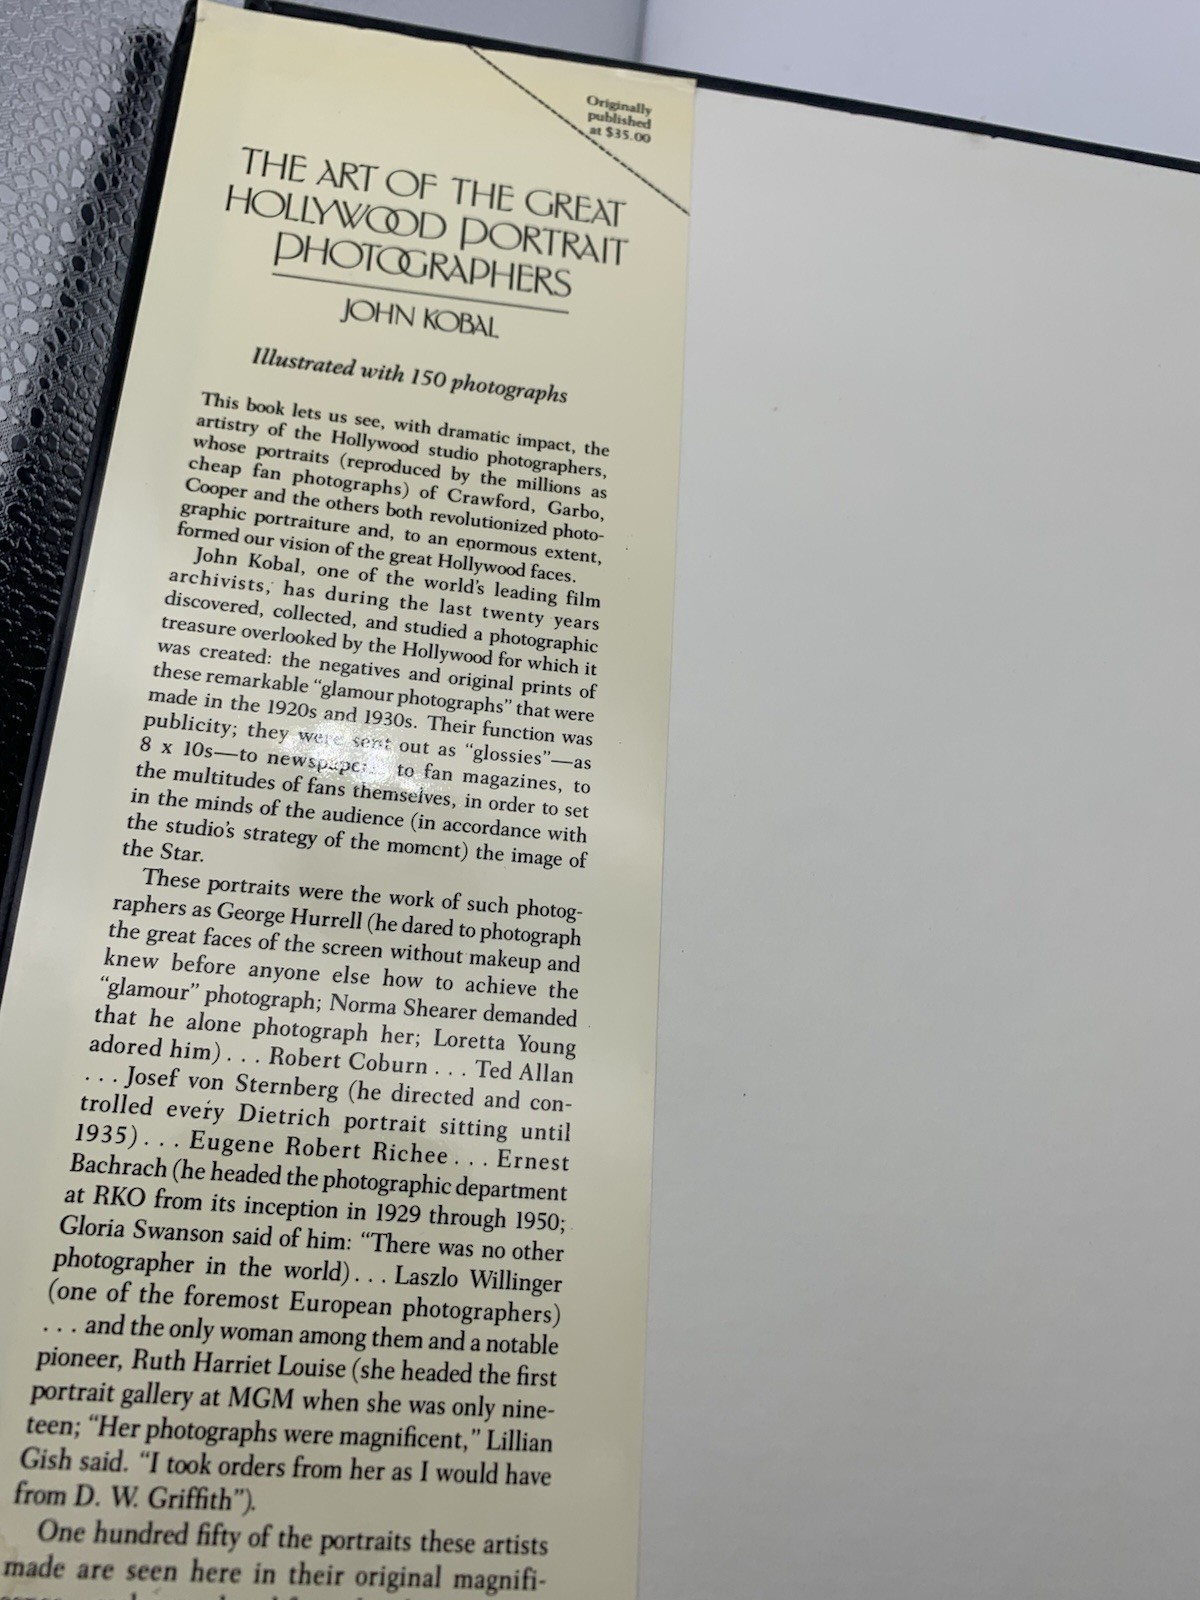 Originally
published
at $35.00
THE ART OF THE GREAT
HOLLYWOOD PORTRAIT
PHOTOGRAPHERS
JOHN KOBAL
Illustrated with 150 photographs
This book lets us see, with dramatic impact, the
artistry of the Hollywood studio photographers,
whose portraits (reproduced by the millions as
cheap fan photographs) of Crawford, Garbo,
Cooper and the others both revolutionized photo-
graphic portraiture and, to an enormous extent,
formed our vision of the great Hollywood faces.
John Kobal, one of the world's leading film
archivists, has during the last twenty years
discovered, collected, and studied a photographic
treasure overlooked by the Hollywood for which it
was created: the negatives and original prints of
these remarkable "glamour photographs" that were
made in the 1920s and 1930s. Their function was
publicity; they were sent out as "glossies"—as
8 x 10s—to newspapers, to fan magazines, to
the multitudes of fans themselves, in order to set
in the minds of the audience (in accordance with
the studio's strategy of the moment) the image of
the Star.
These portraits were the work of such photog-
raphers as George Hurrell (he dared to photograph
the great faces of the screen without makeup and
knew before anyone else how to achieve the
"glamour" photograph; Norma Shearer demanded
that he alone photograph her; Loretta Young
adored him) . . . Robert Coburn . . . Ted Allan
. . . Josef von Sternberg (he directed and con-
trolled every Dietrich portrait sitting until
1935) . . . Eugene Robert Richee . . . Ernest
Bachrach (he headed the photographic department
at RKO from its inception in 1929 through 1950;
Gloria Swanson said of him: "There was no other
photographer in the world) . . . Laszlo Willinger
(one of the foremost European photographers)
. . . and the only woman among them and a notable
pioneer, Ruth Harriet Louise (she headed the first
portrait gallery at MGM when she was only nine-
teen; "Her photographs were magnificent," Lillian
Gish said. "I took orders from her as I would have
from D. W. Griffith").
One hundred fifty of the portraits these artists
made are seen here in their original magnifi-